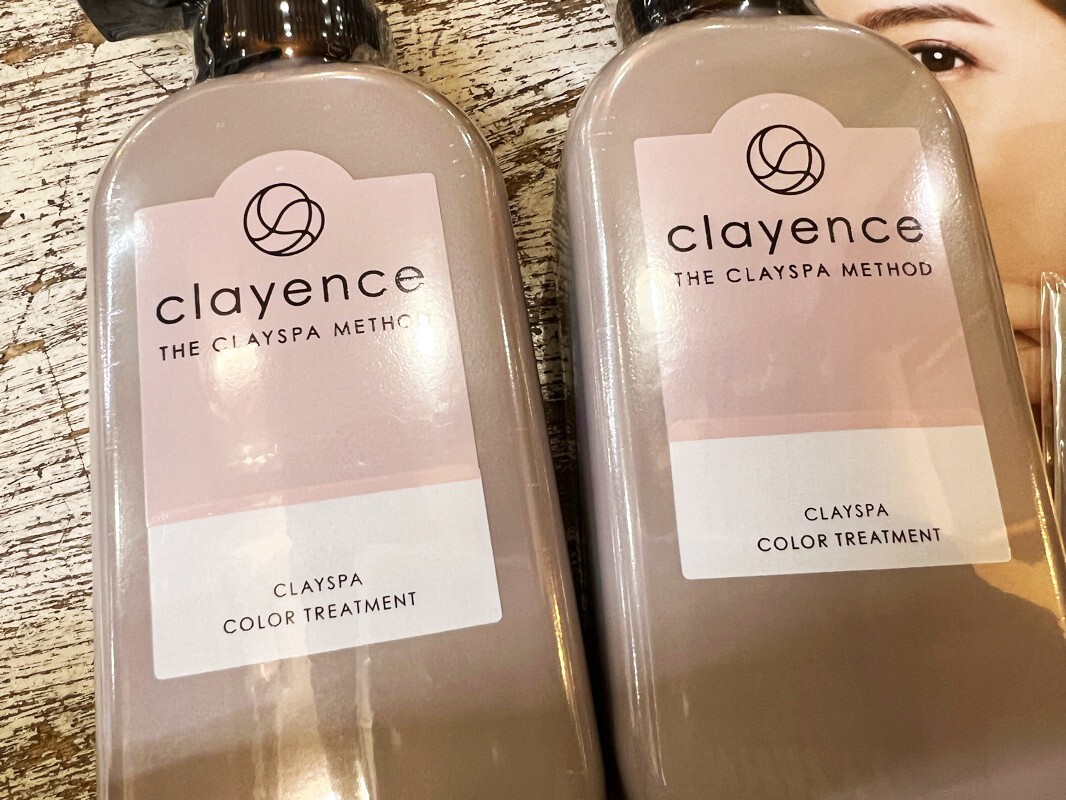 clayence
THE CLAYSPA METHOD
CLAYSPA
COLOR TREATMENT
clayence
THE CLAYSPA METHOD
CLAYSPA
COLOR TREATMENT